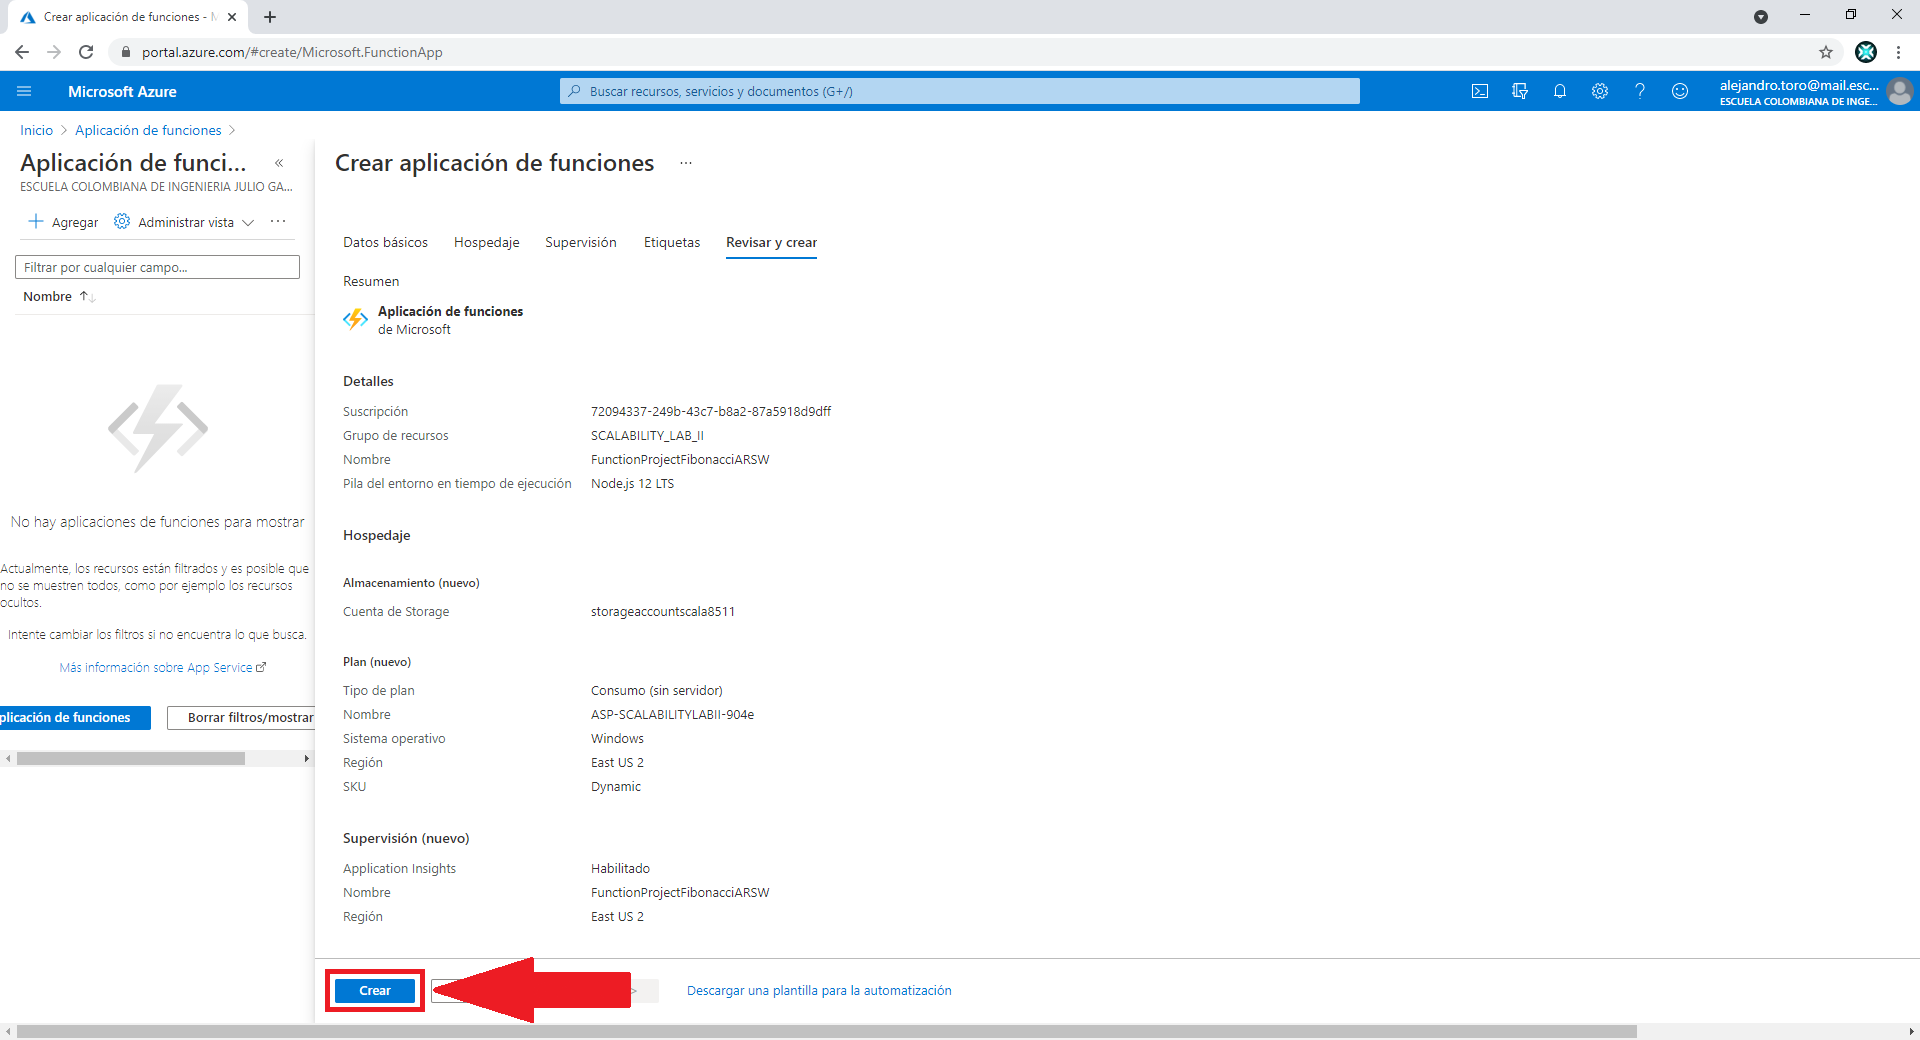 Crear aplicación de funciones - M
portal.azure.com/#create/Microsoft.FunctionApp
Microsoft Azure
Buscar recursos, servicios y documentos (G+/)
alejandro.toro@mail.esc...
ESCUELA COLOMBIANA DE INGE...
Inicio > Aplicación de funciones >
Aplicación de funci... «
ESCUELA COLOMBIANA DE INGENIERIA JULIO GA...
+ Agregar Administrar vista ...
Filtrar por cualquier campo...
Nombre ↑↓
No hay aplicaciones de funciones para mostrar
Actualmente, los recursos están filtrados y es posible que
no se muestren todos, como por ejemplo los recursos
ocultos.
Intente cambiar los filtros si no encuentra lo que busca.
Más información sobre App Service
plicación de funciones Borrar filtros/mostrar
Crear aplicación de funciones ...
Datos básicos Hospedaje Supervisión Etiquetas Revisar y crear
Resumen
Aplicación de funciones
de Microsoft
Detalles
Suscripción 72094337-249b-43c7-b8a2-87a5918d9dff
Grupo de recursos SCALABILITY_LAB_II
Nombre FunctionProjectFibonacciARSW
Pila del entorno en tiempo de ejecución Node.js 12 LTS
Hospedaje
Almacenamiento (nuevo)
Cuenta de Storage storageaccountscala8511
Plan (nuevo)
Tipo de plan Consumo (sin servidor)
Nombre ASP-SCALABILITYLABII-904e
Sistema operativo Windows
Región East US 2
SKU Dynamic
Supervisión (nuevo)
Application Insights Habilitado
Nombre FunctionProjectFibonacciARSW
Región East US 2
Crear > Descargar una plantilla para la automatización